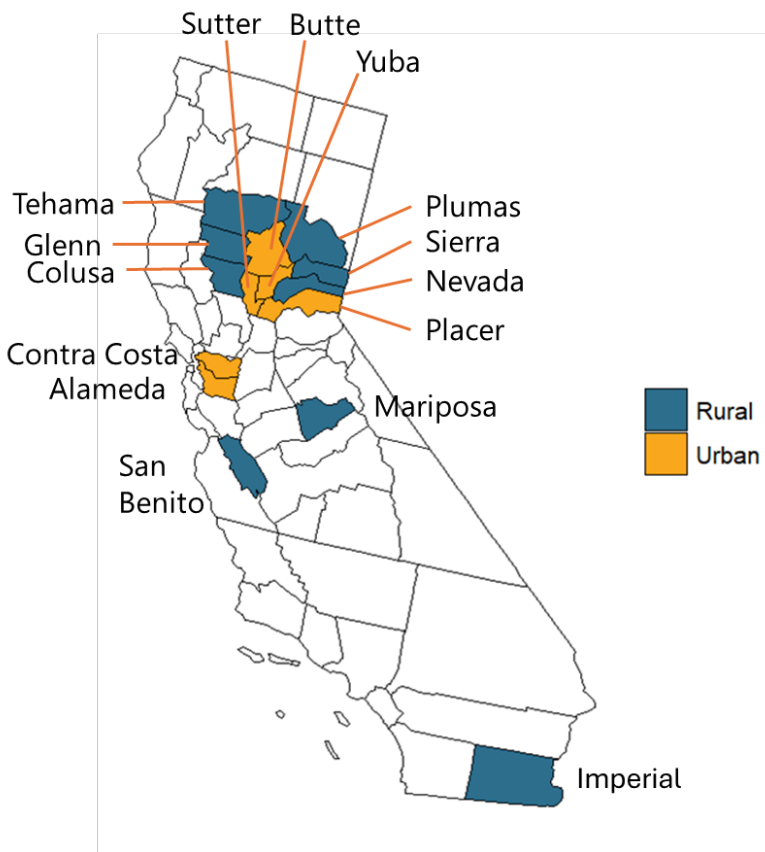 Sutter
Butte
Yuba
Tehama
Glenn
Colusa
Plumas
Sierra
Nevada
Placer
Contra Costa
Alameda
Mariposa
San
Benito
Rural
Urban
Imperial